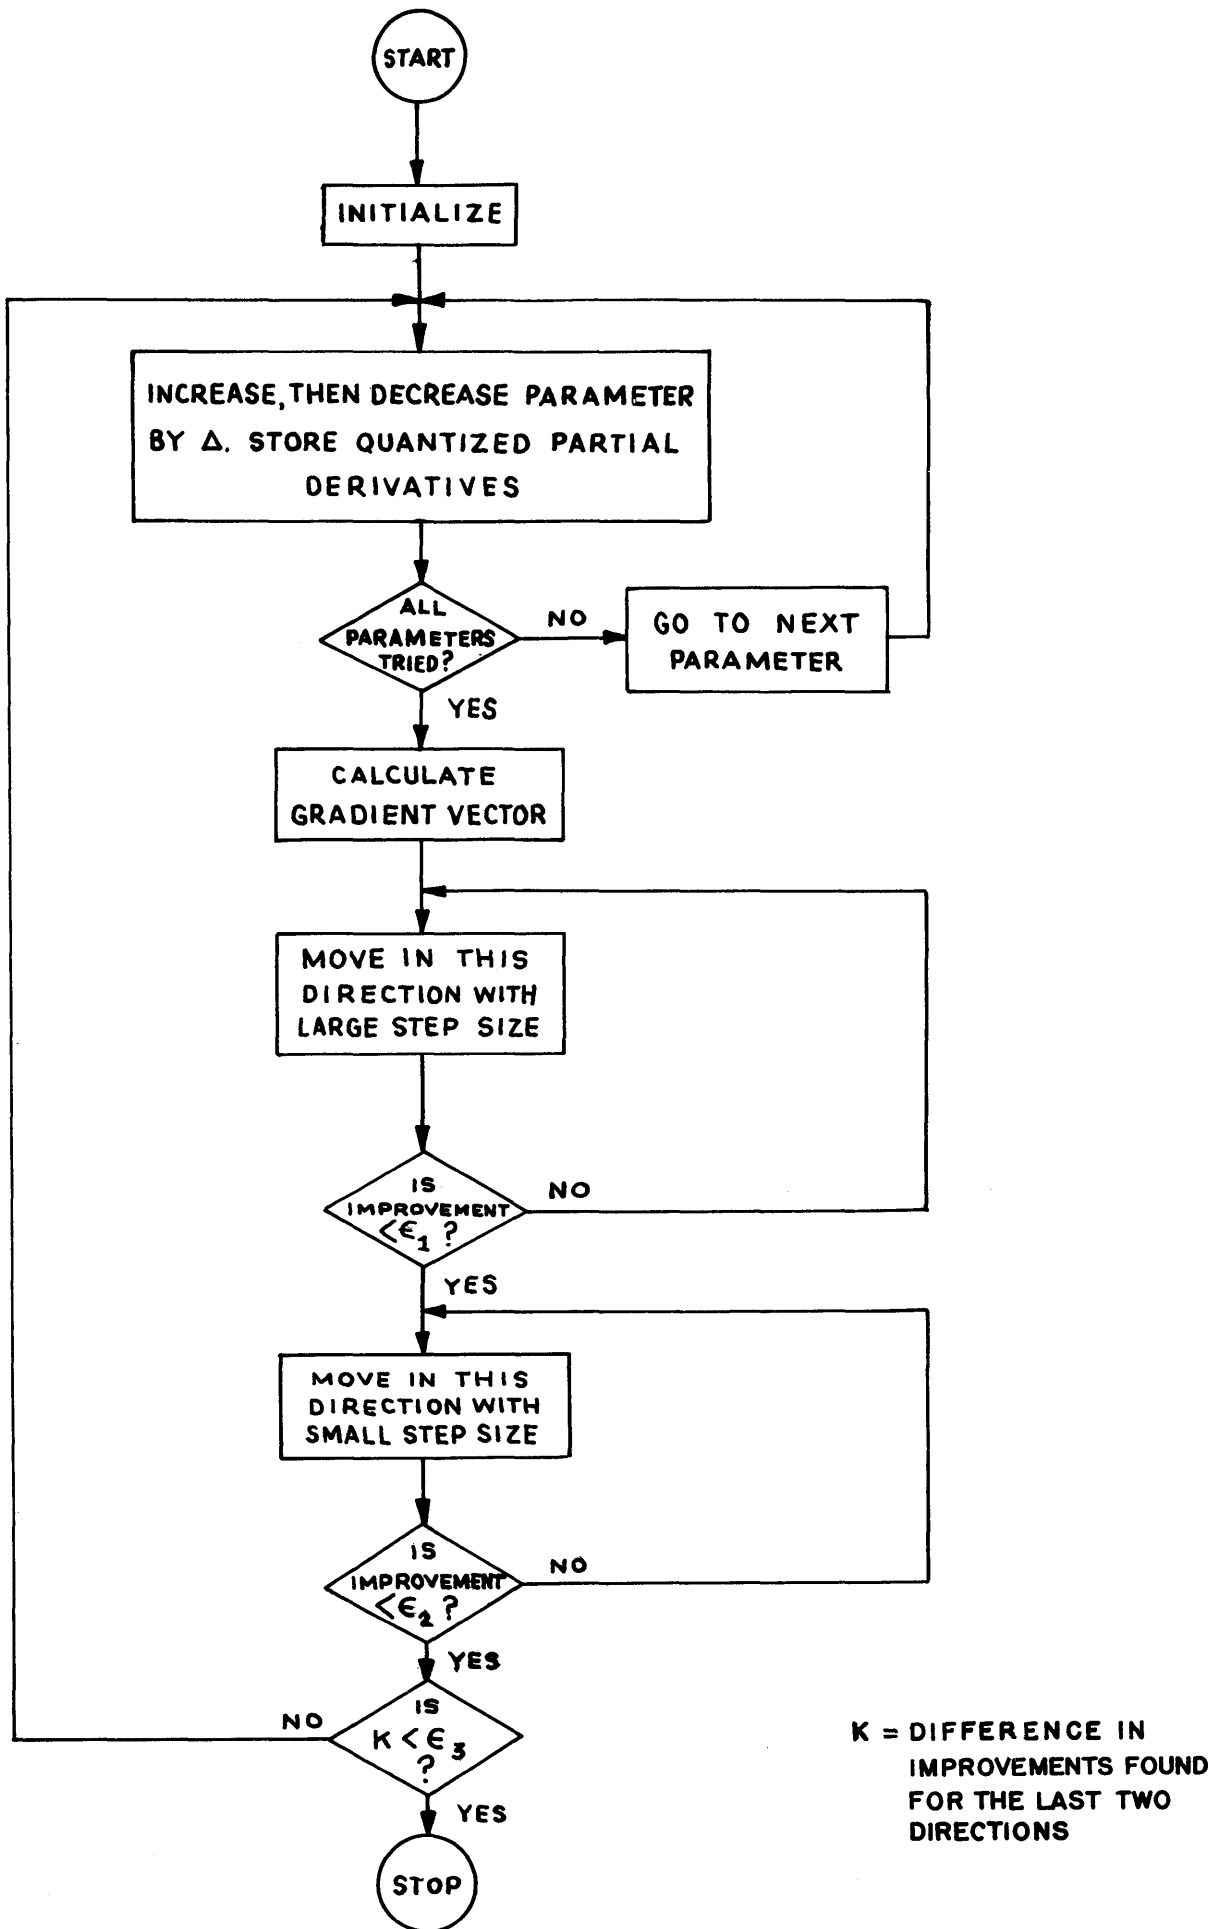 START
INITIALIZE
INCREASE, THEN DECREASE PARAMETER
BY Δ. STORE QUANTIZED PARTIAL
DERIVATIVES
ALL
PARAMETERS
TRIED?
NO
GO TO NEXT
PARAMETER
YES
CALCULATE
GRADIENT VECTOR
MOVE IN THIS
DIRECTION WITH
LARGE STEP SIZE
IS
IMPROVEMENT
<ϵ₁ ?
NO
YES
MOVE IN THIS
DIRECTION WITH
SMALL STEP SIZE
IS
IMPROVEMENT
<ϵ₂ ?
NO
YES
IS
K < ϵ₃
?
NO
YES
STOP
K = DIFFERENCE IN
IMPROVEMENTS FOUND
FOR THE LAST TWO
DIRECTIONS